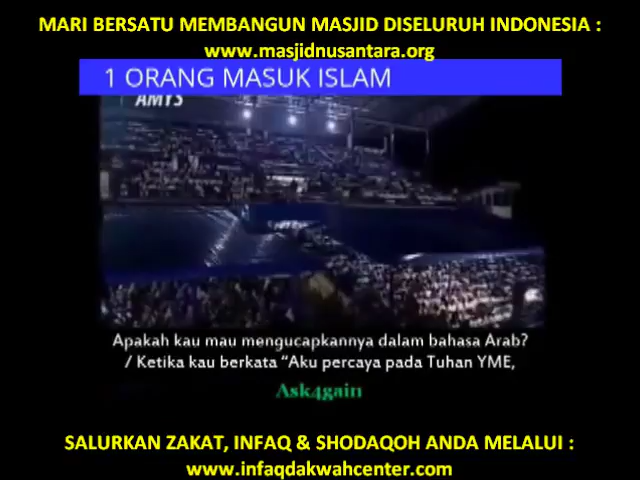 MARI BERSATU MEMBANGUN MASJID DISELURUH INDONESIA :
www.masjidnusantara.org
1 ORANG MASUK ISLAM
AMYS
Apakah kau mau mengucapkannya dalam bahasa Arab?
/ Ketika kau berkata "Aku percaya pada Tuhan YME,
Ask4gain
SALURKAN ZAKAT, INFAQ & SHODAQOH ANDA MELALUI :
www.infaqdakwahcenter.com